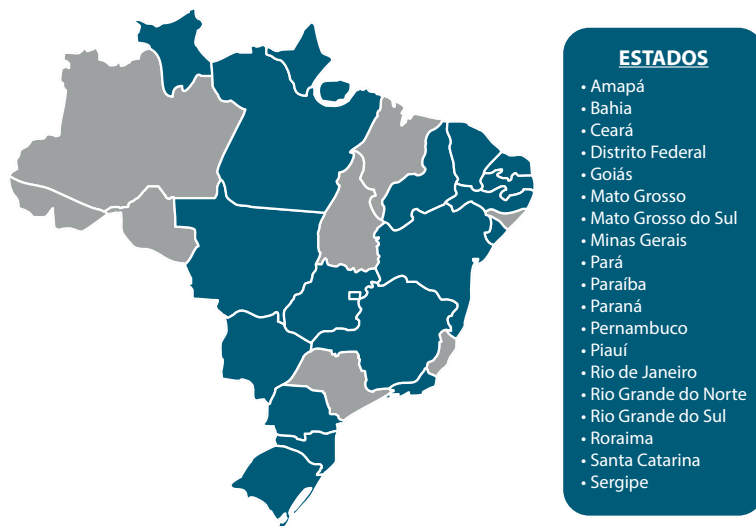 ESTADOS
• Amapá
• Bahia
• Ceará
• Distrito Federal
• Goiás
• Mato Grosso
• Mato Grosso do Sul
• Minas Gerais
• Pará
• Paraíba
• Paraná
• Pernambuco
• Piauí
• Rio de Janeiro
• Rio Grande do Norte
• Rio Grande do Sul
• Roraima
• Santa Catarina
• Sergipe